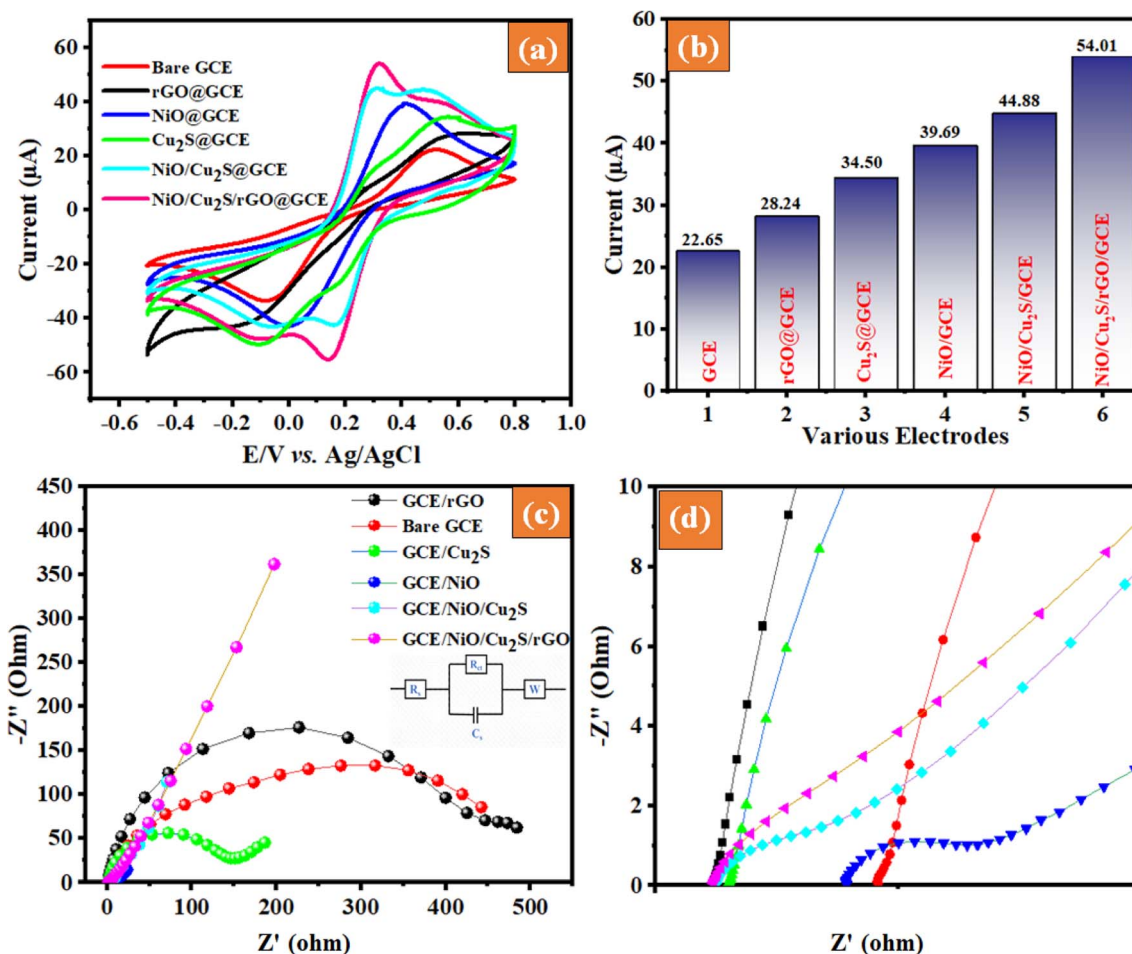 (a)
60
40
20
0
-20
-40
-60
Current (µA)
Bare GCE
rGO@GCE
NiO@GCE
Cu₂S@GCE
NiO/Cu₂S@GCE
NiO/Cu₂S/rGO@GCE
-0.6 -0.4 -0.2 0.0 0.2 0.4 0.6 0.8 1.0
E/V vs. Ag/AgCl
(b)
60
50
40
30
20
10
0
Current (µA)
22.65
28.24
34.50
39.69
44.88
54.01
GCE
rGO@GCE
Cu₂S@GCE
NiO/GCE
NiO/Cu₂S/GCE
NiO/Cu₂S/rGO/GCE
1 2 3 4 5 6
Various Electrodes
(c)
450
400
350
300
250
200
150
100
50
0
-Z" (Ohm)
GCE/rGO
Bare GCE
GCE/Cu₂S
GCE/NiO
GCE/NiO/Cu₂S
GCE/NiO/Cu₂S/rGO
W
0 100 200 300 400 500
Z' (ohm)
(d)
10
8
6
4
2
0
-Z" (Ohm)
Z' (ohm)